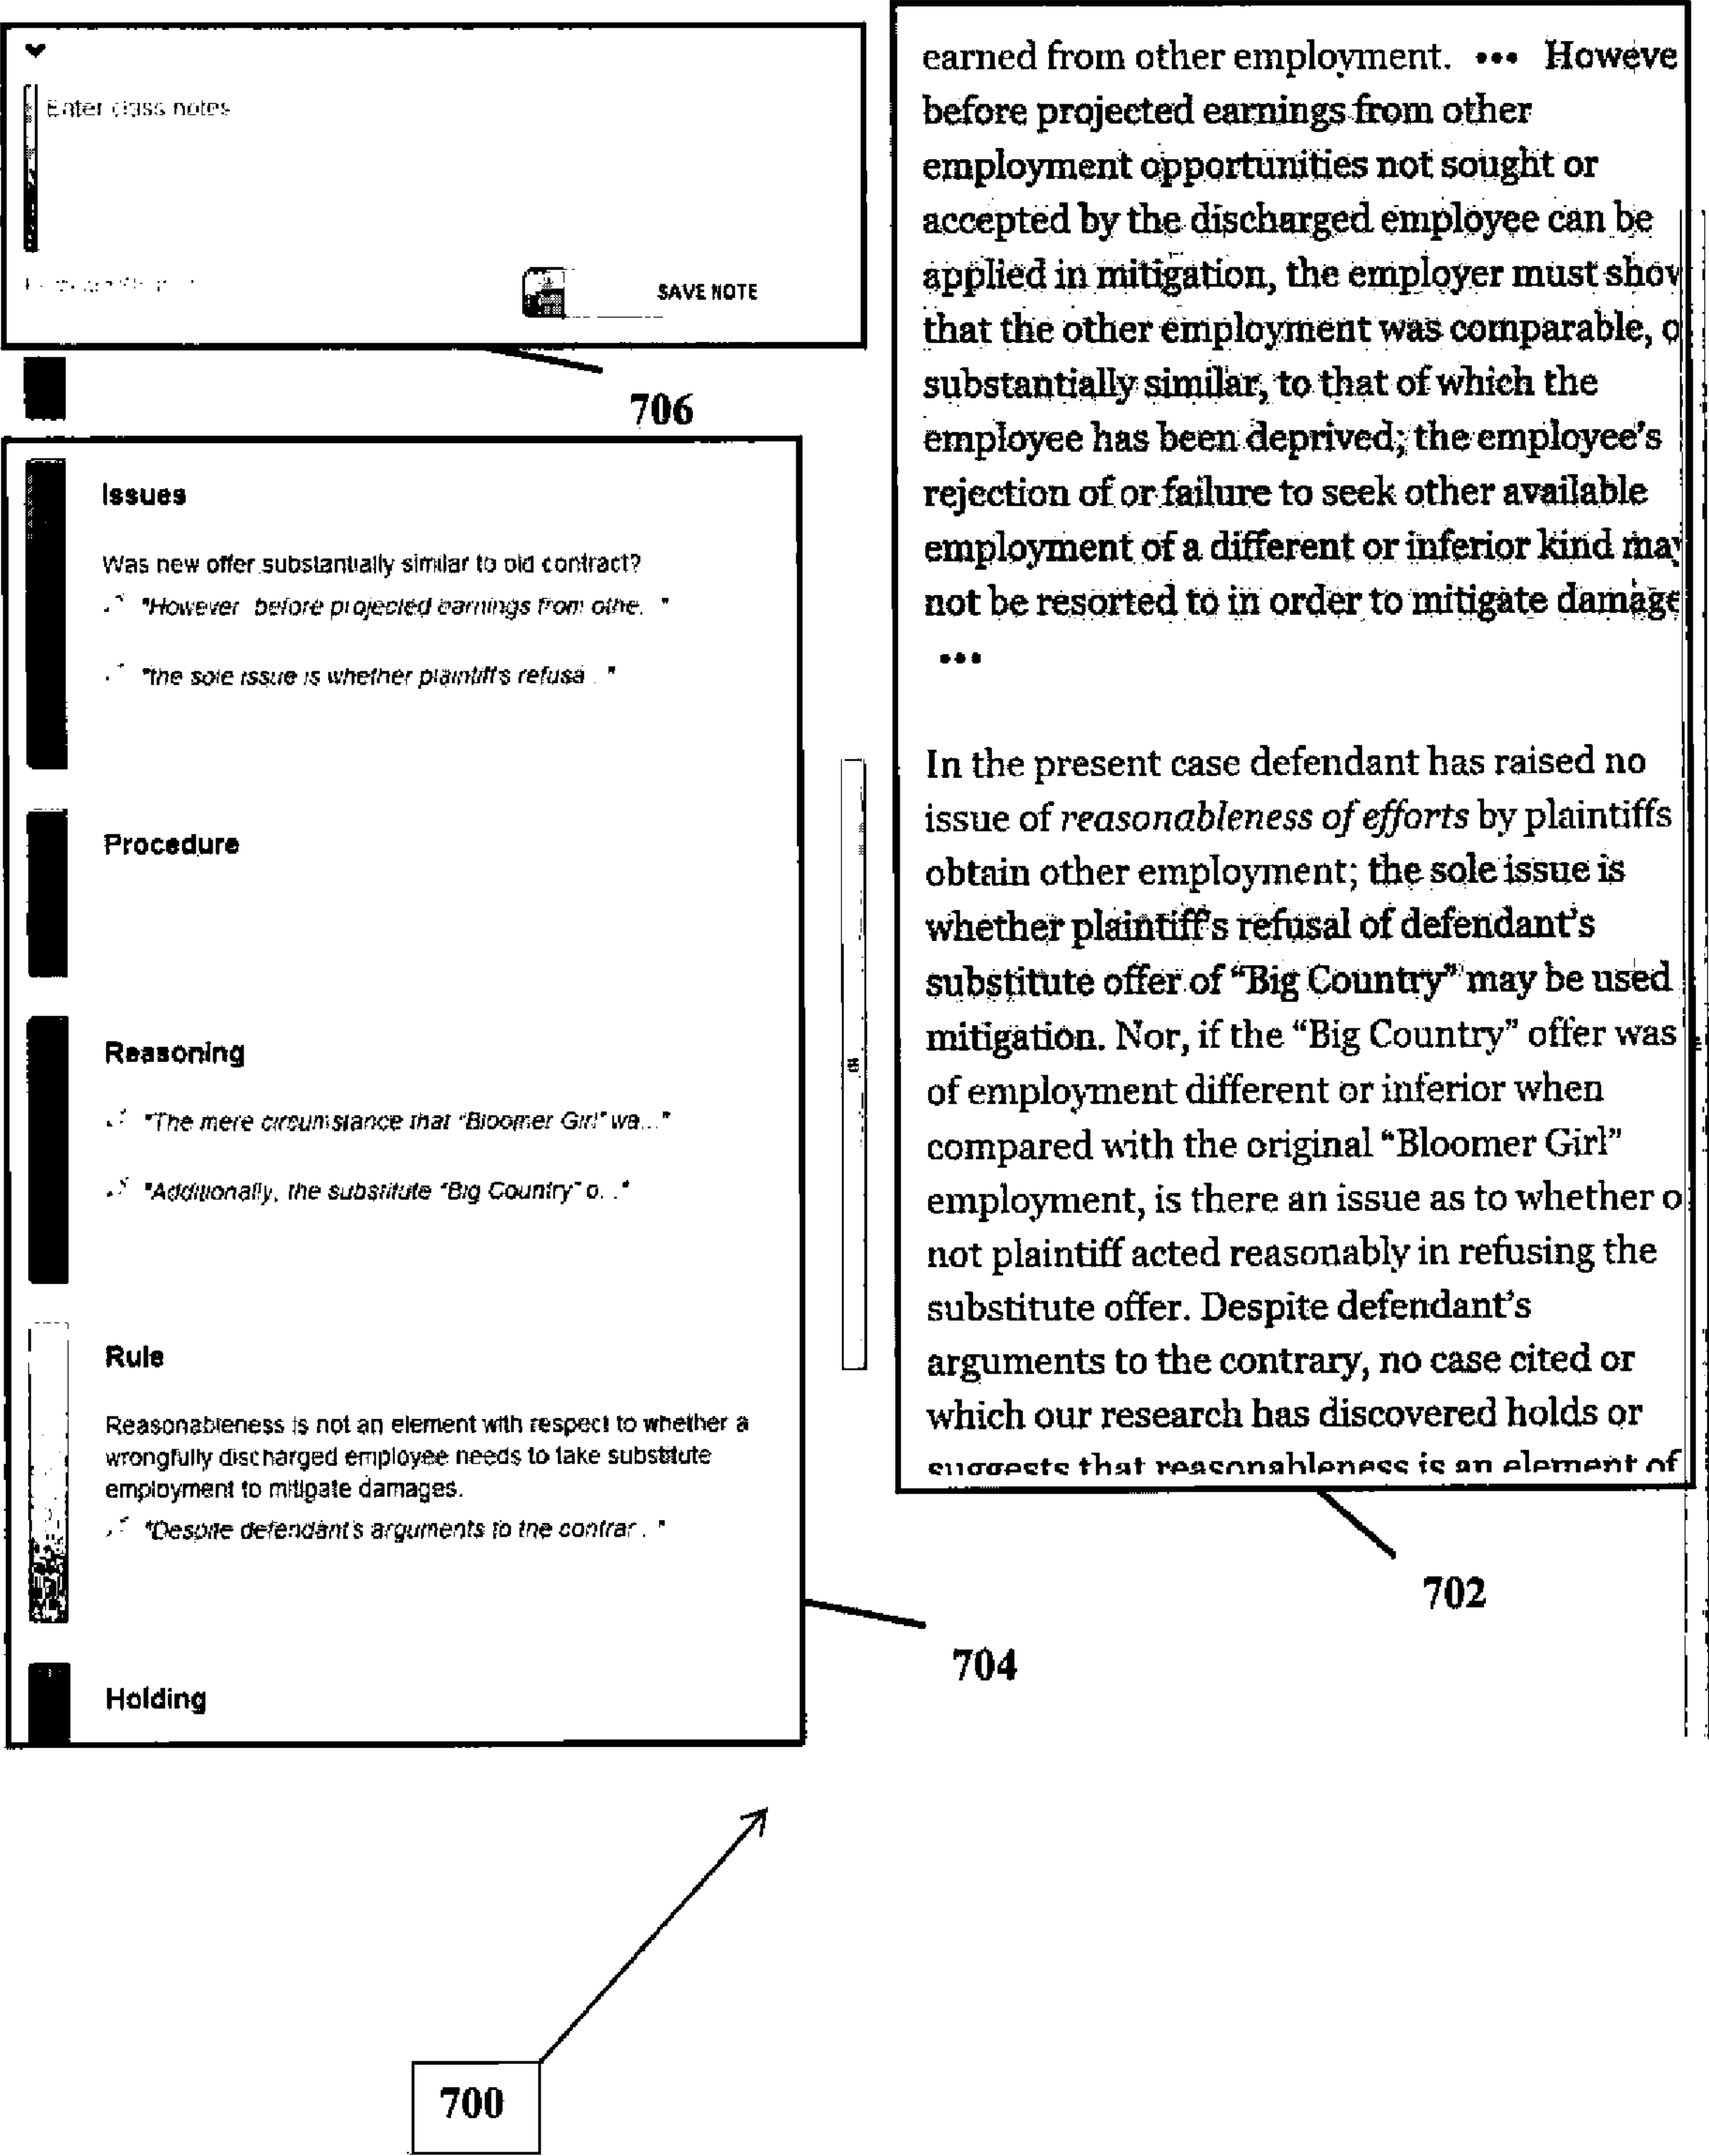 Enter class notes
SAVE NOTE
706
Issues
Was new offer substantially similar to old contract?
"However before projected earnings from othe. "
"the sole issue is whether plaintiff's refusa . "
Procedure
Reasoning
"The mere circumstance that "Bloomer Girl" wa..."
"Additionally, the substitute "Big Country" o. ."
Rule
Reasonableness is not an element with respect to whether a
wrongfully discharged employee needs to take substitute
employment to mitigate damages.
"Despite defendant's arguments to the contrar . "
Holding
704
earned from other employment. ••• Howeve
before projected earnings from other
employment opportunities not sought or
accepted by the discharged employee can be
applied in mitigation, the employer must shov
that the other employment was comparable, o
substantially similar, to that of which the
employee has been deprived; the employee's
rejection of or failure to seek other available
employment of a different or inferior kind may
not be resorted to in order to mitigate damage
•••
In the present case defendant has raised no
issue of reasonableness of efforts by plaintiffs
obtain other employment; the sole issue is
whether plaintiff's refusal of defendant's
substitute offer of “Big Country” may be used
mitigation. Nor, if the “Big Country” offer was
of employment different or inferior when
compared with the original “Bloomer Girl”
employment, is there an issue as to whether o
not plaintiff acted reasonably in refusing the
substitute offer. Despite defendant's
arguments to the contrary, no case cited or
which our research has discovered holds or
suggests that reasonableness is an element of
702
700